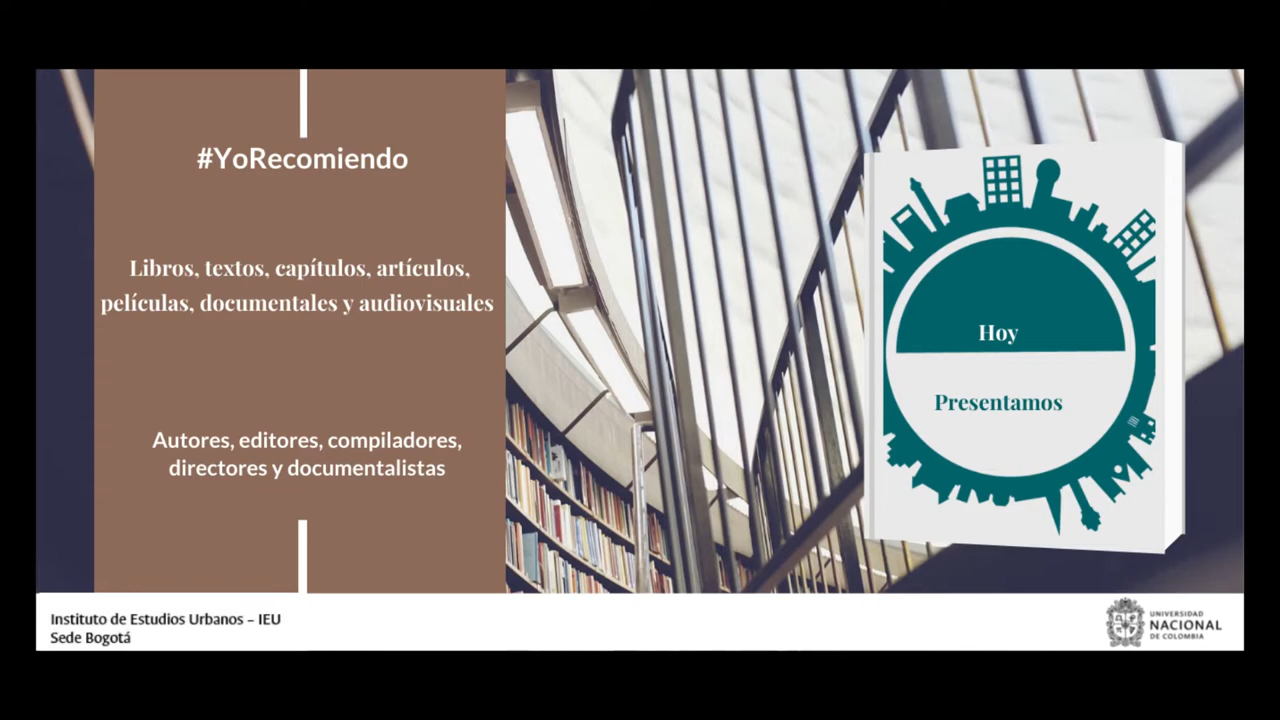 #YoRecomiendo
Libros, textos, capítulos, artículos,
películas, documentales y audiovisuales
Autores, editores, compiladores,
directores y documentalistas
Hoy
Presentamos
Instituto de Estudios Urbanos – IEU
Sede Bogotá
UNIVERSIDAD
NACIONAL
DE COLOMBIA